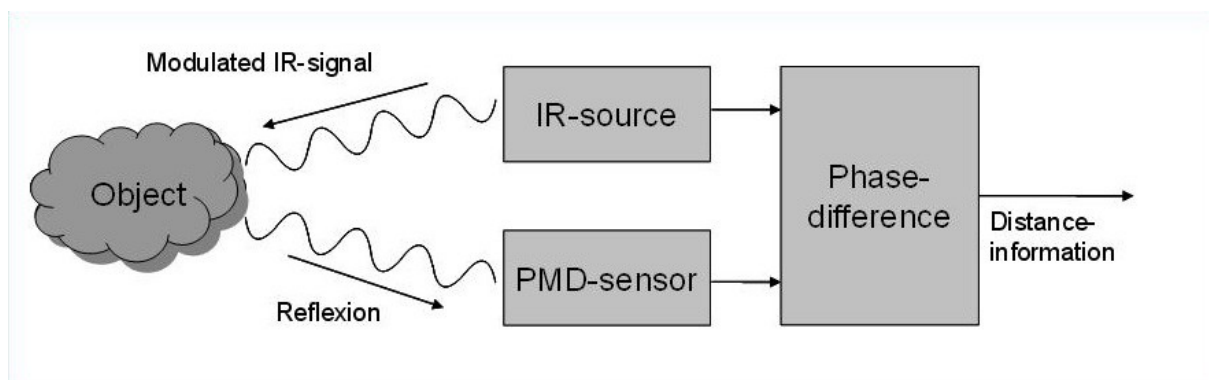 Modulated IR-signal
IR-source
Object
Phase-
difference
Distance-
information
PMD-sensor
Reflexion